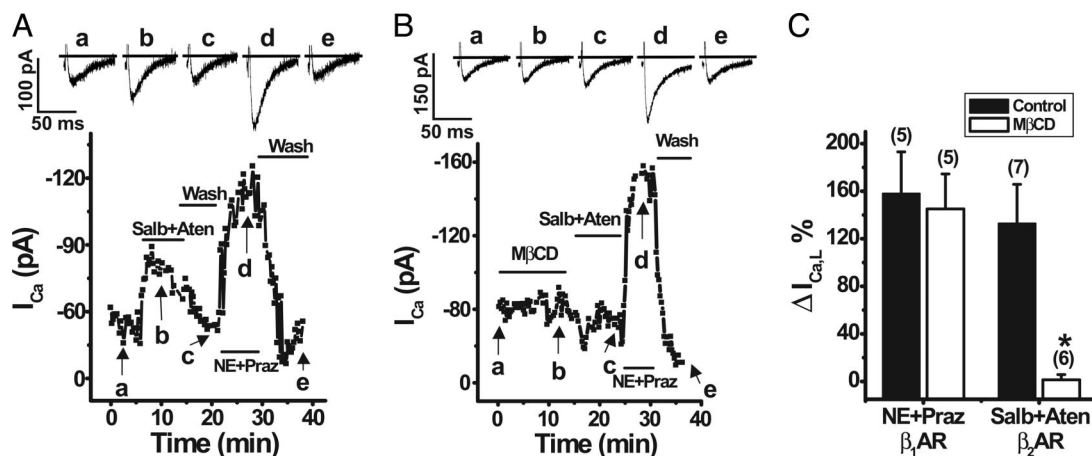 A
a b c d e
100 pA
50 ms
Wash
Wash
Salb+Aten
-120
-90
-60
-30
0
I_Ca (pA)
a
b
c
d
e
NE+Praz
0 10 20 30 40
Time (min)
B
a b c d e
150 pA
50 ms
Wash
Salb+Aten
MβCD
-160
-120
-80
-40
0
I_Ca (pA)
a
b
c
d
e
NE+Praz
0 10 20 30 40
Time (min)
C
Control
MβCD
200
160
120
80
40
0
Δ I_Ca,L %
(5)
(5)
(7)
*
(6)
NE+Praz Salb+Aten
β₁AR β₂AR